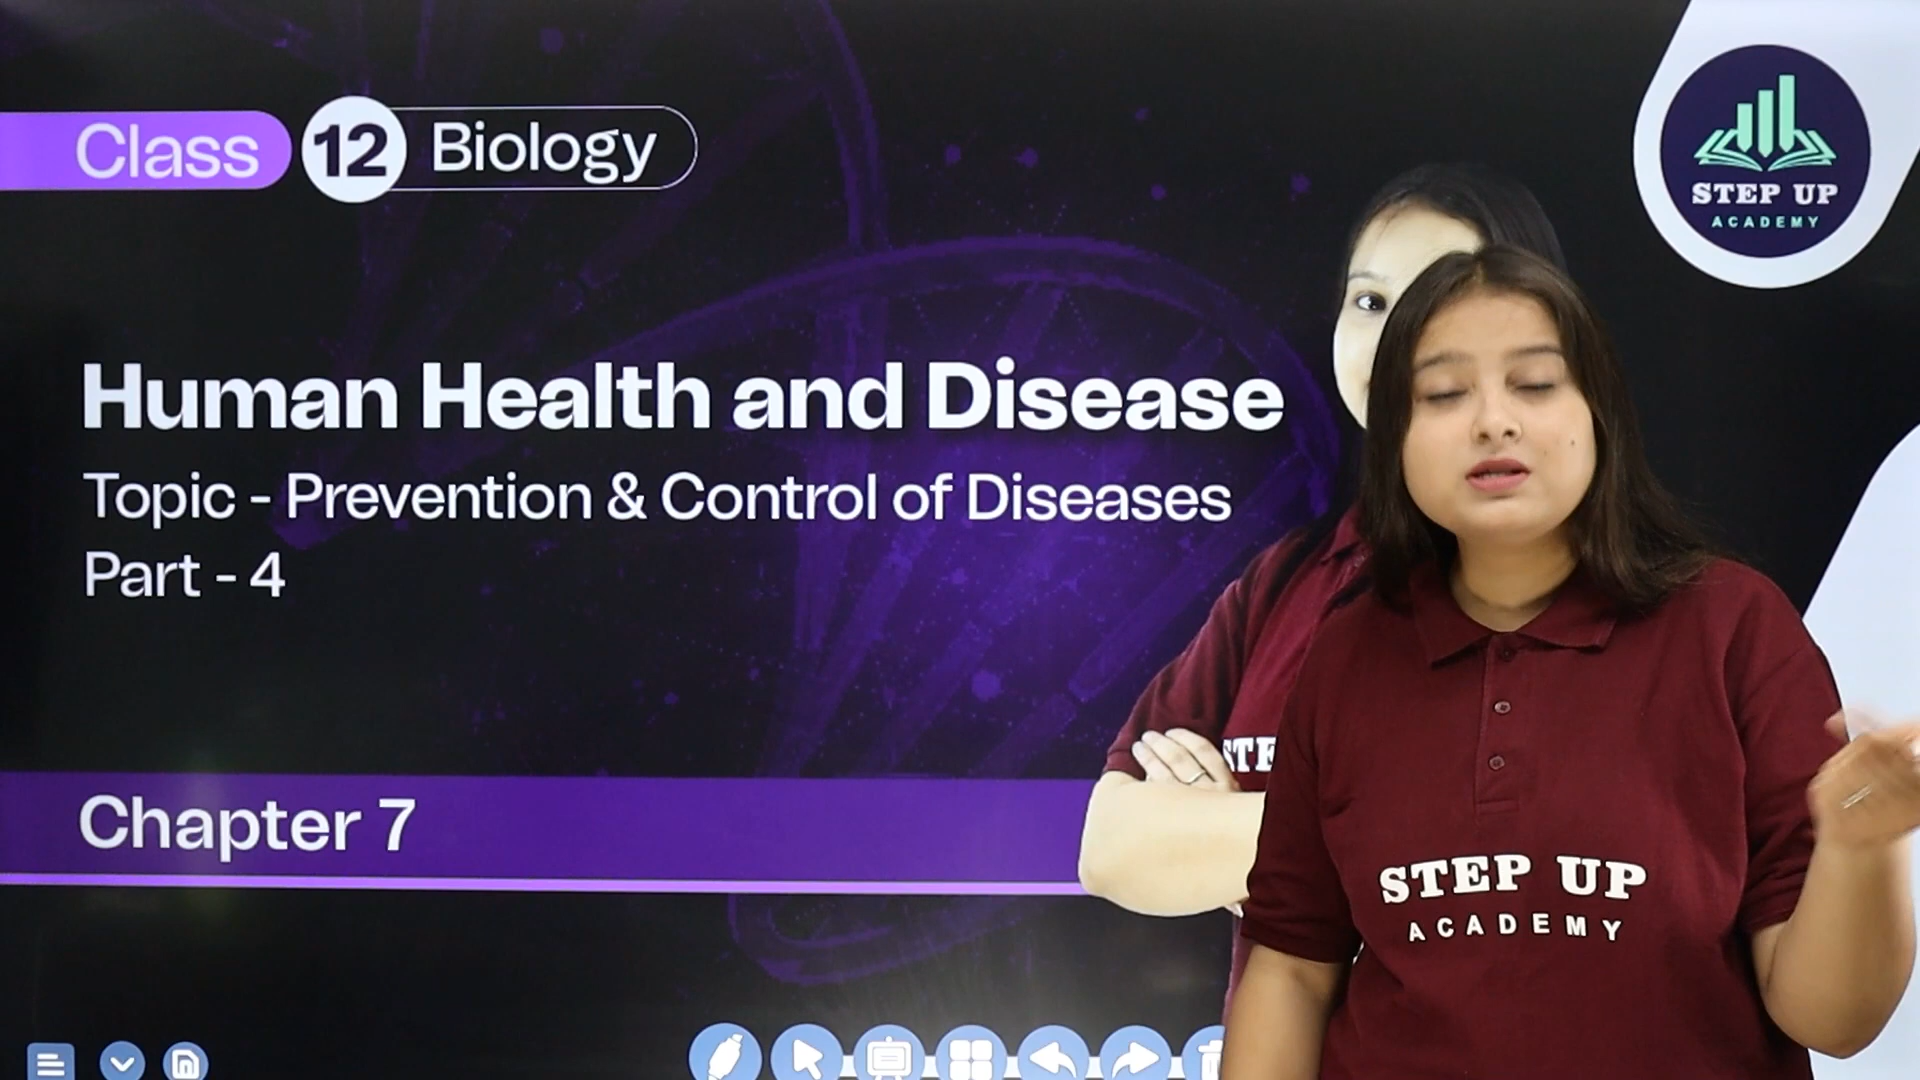 Class 12 Biology
STEP UP
ACADEMY
Human Health and Disease
Topic - Prevention & Control of Diseases
Part - 4
STE
Chapter 7
STEP UP
ACADEMY